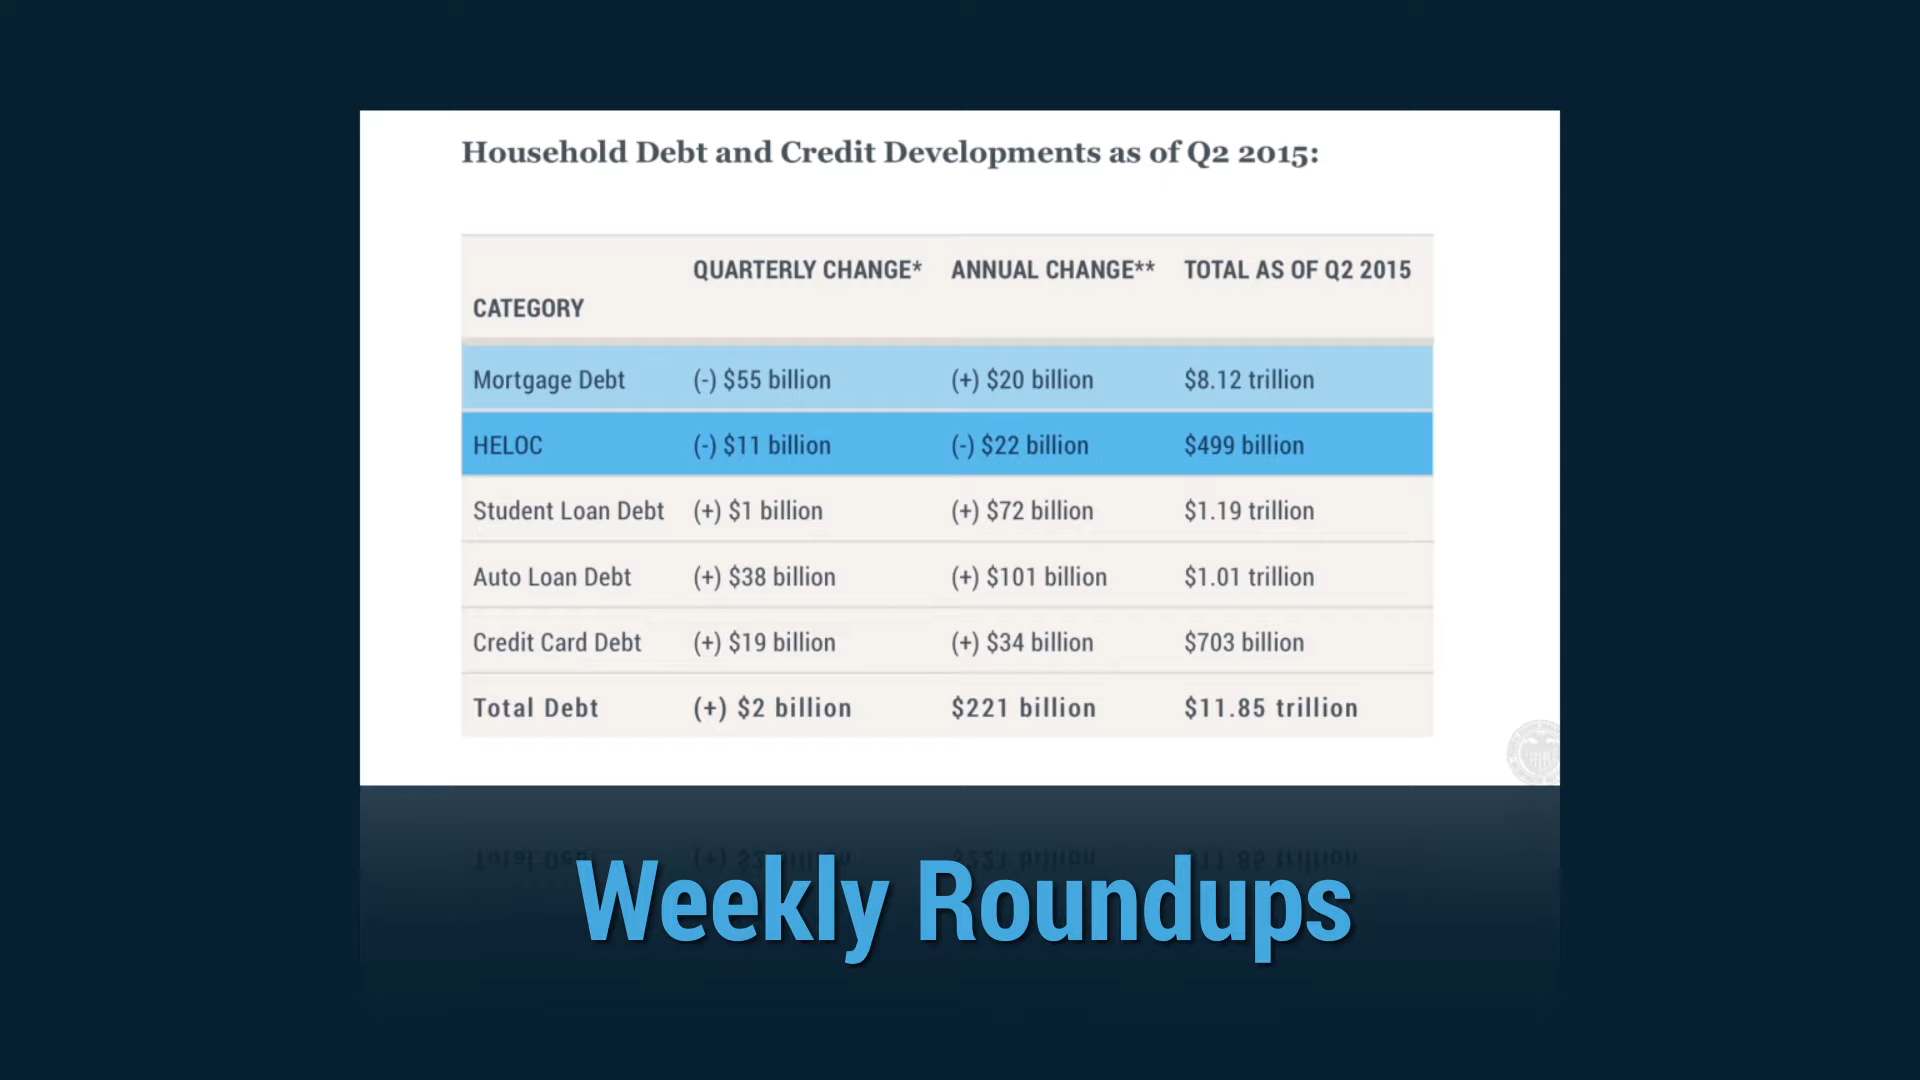 Household Debt and Credit Developments as of Q2 2015:
QUARTERLY CHANGE* ANNUAL CHANGE** TOTAL AS OF Q2 2015
CATEGORY
Mortgage Debt (-) $55 billion (+) $20 billion $8.12 trillion
HELOC (-) $11 billion (-) $22 billion $499 billion
Student Loan Debt (+) $1 billion (+) $72 billion $1.19 trillion
Auto Loan Debt (+) $38 billion (+) $101 billion $1.01 trillion
Credit Card Debt (+) $19 billion (+) $34 billion $703 billion
Total Debt (+) $2 billion $221 billion $11.85 trillion
Weekly Roundups